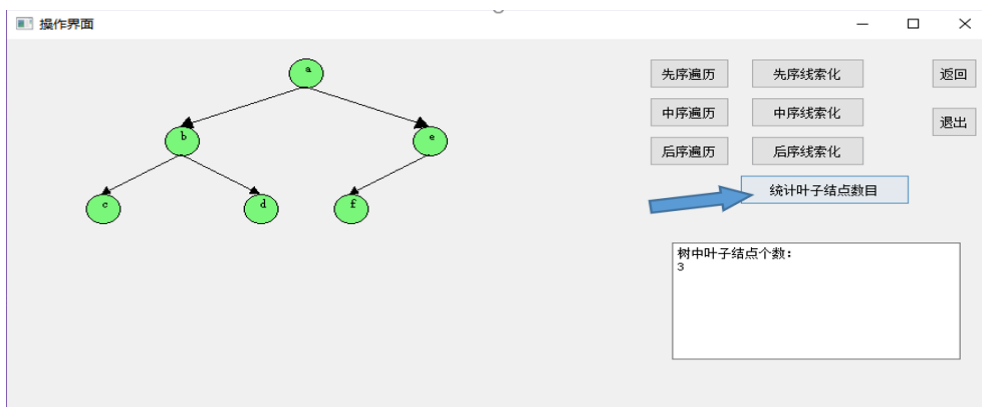 操作界面
a
b
e
c
d
f
先序遍历
先序线索化
返回
中序遍历
中序线索化
退出
后序遍历
后序线索化
统计叶子结点数目
树中叶子结点个数：
3